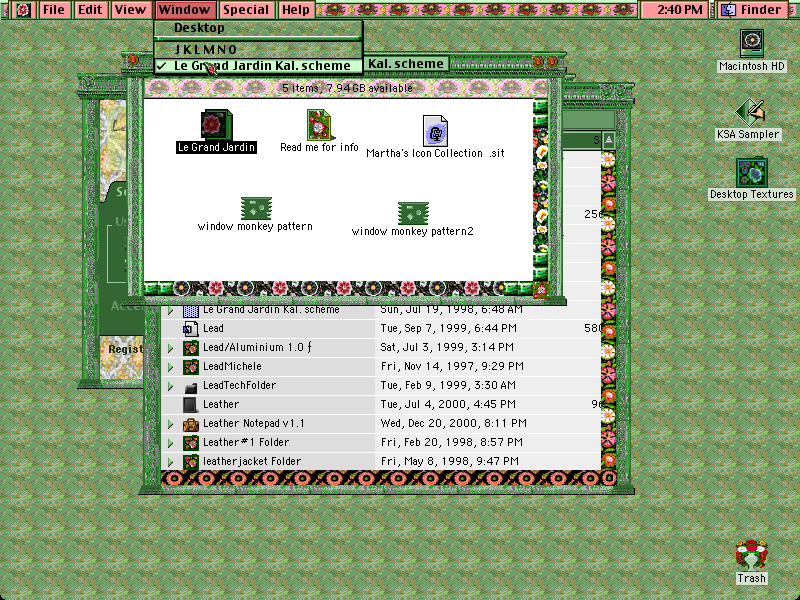 File Edit View Window Special Help 2:40 PM Finder
Desktop
J K L M N O
✓ Le Grand Jardin Kal. scheme
Kal. scheme
5 items, 7.94 GB available
Le Grand Jardin
Read me for info
Martha's Icon Collection .sit
window monkey pattern
window monkey pattern2
Macintosh HD
KSA Sampler
Desktop Textures
S
256
Regist
Le Grand Jardin Kal. scheme Sun, Jul 19, 1998, 6:48 AM
Lead Tue, Sep 7, 1999, 6:44 PM 580
Lead/Aluminium 1.0 ƒ Sat, Jul 3, 1999, 3:14 PM
LeadMichele Fri, Nov 14, 1997, 9:29 PM
LeadTechFolder Tue, Feb 9, 1999, 3:30 AM
Leather Tue, Jul 4, 2000, 4:45 PM 96
Leather Notepad v1.1 Wed, Dec 20, 2000, 8:11 PM
Leather#1 Folder Fri, Feb 20, 1998, 8:57 PM
leatherjacket Folder Fri, May 8, 1998, 9:47 PM
Trash